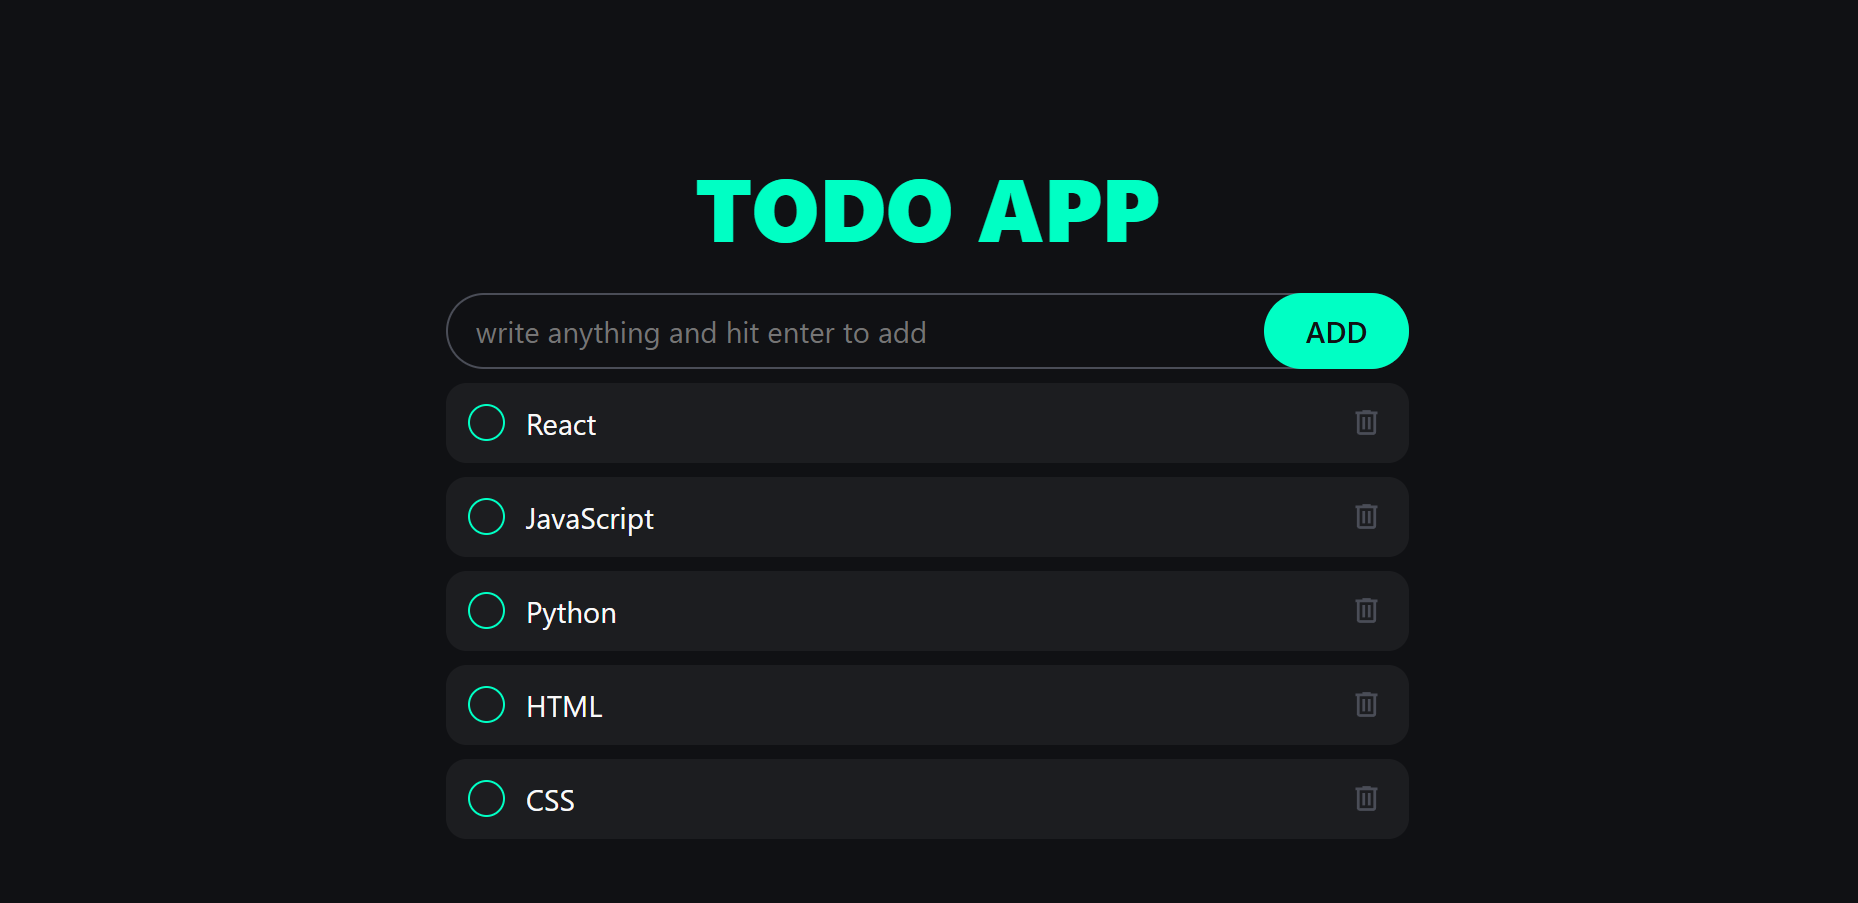 TODO APP
write anything and hit enter to add
ADD
React
JavaScript
Python
HTML
CSS